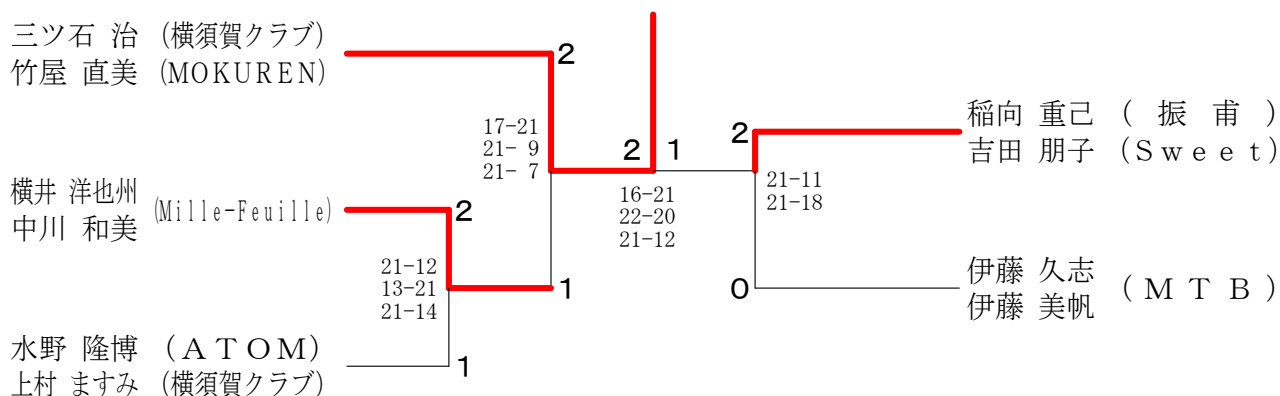 三ツ石 治 (横須賀クラブ)
竹屋 直美 (MOKUREN)
2
17-21
21- 9
21- 7
横井 洋也州
中川 和美
(Mille-Feuille)
2
21-12
13-21
21-14
1
水野 隆博 (ATOM)
上村 ますみ (横須賀クラブ)
1
2 1
16-21
22-20
21-12
2
稲向 重己 ( 振 甫 )
吉田 朋子 (Sweet)
21-11
21-18
0
伊藤 久志
伊藤 美帆
(MTB)